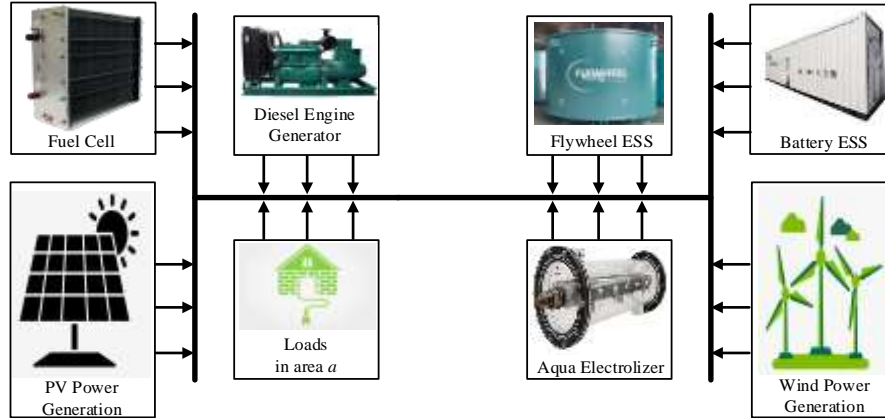 Fuel Cell
Diesel Engine
Generator
FLYWHEEL
Flywheel ESS
Battery ESS
PV Power
Generation
Loads
in area a
Aqua Electrolizer
Wind Power
Generation